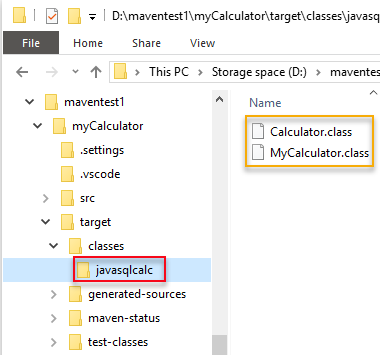 D:\maventest1\myCalculator\target\classes\javasq
File Home Share View
This PC Storage space (D:) mavente
Name
maventest1
myCalculator
.settings
.vscode
src
target
classes
javasqlcalc
generated-sources
maven-status
test-classes
Calculator.class
MyCalculator.class